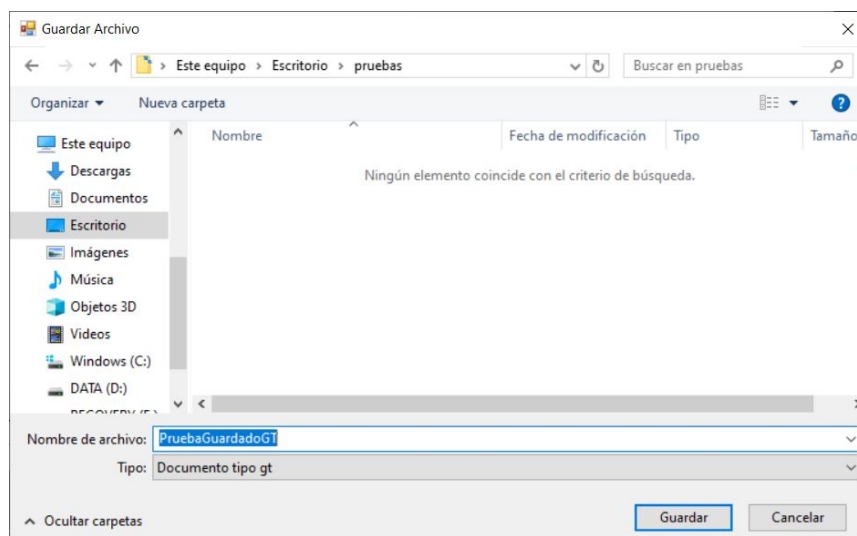 Guardar Archivo
Este equipo > Escritorio > pruebas
Buscar en pruebas
Organizar
Nueva carpeta
Nombre
Fecha de modificación
Tipo
Tamaño
Este equipo
Descargas
Documentos
Escritorio
Imágenes
Música
Objetos 3D
Videos
Windows (C:)
DATA (D:)
Ningún elemento coincide con el criterio de búsqueda.
Nombre de archivo: PruebaGuardadoGT
Tipo: Documento tipo gt
Ocultar carpetas
Guardar
Cancelar